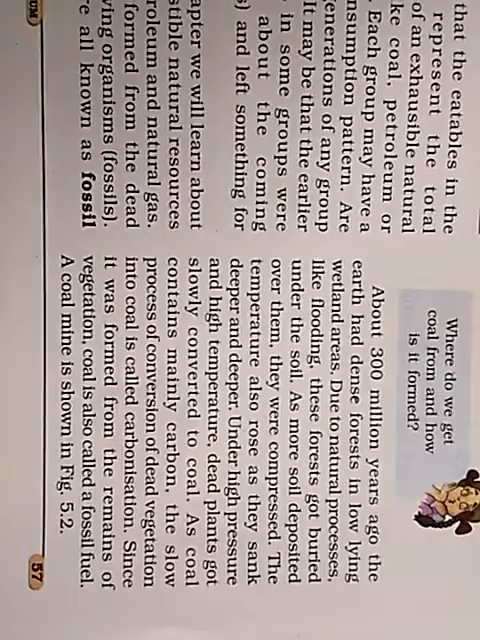 that the eatables in the
represent the total
of an exhaustible natural
ke coal, petroleum or
. Each group may have a
nsumption pattern. Are
enerations of any group
It may be that the earlier
in some groups were
about the coming
s) and left something for
apter we will learn about
stible natural resources
roleum and natural gas.
formed from the dead
ving organisms (fossils).
e all known as fossil
Where do we get
coal from and how
is it formed?
About 300 million years ago the
earth had dense forests in low lying
wetland areas. Due to natural processes,
like flooding, these forests got buried
under the soil. As more soil deposited
over them, they were compressed. The
temperature also rose as they sank
deeper and deeper. Under high pressure
and high temperature, dead plants got
slowly converted to coal. As coal
contains mainly carbon, the slow
process of conversion of dead vegetation
into coal is called carbonisation. Since
it was formed from the remains of
vegetation, coal is also called a fossil fuel.
A coal mine is shown in Fig. 5.2.
UM
57